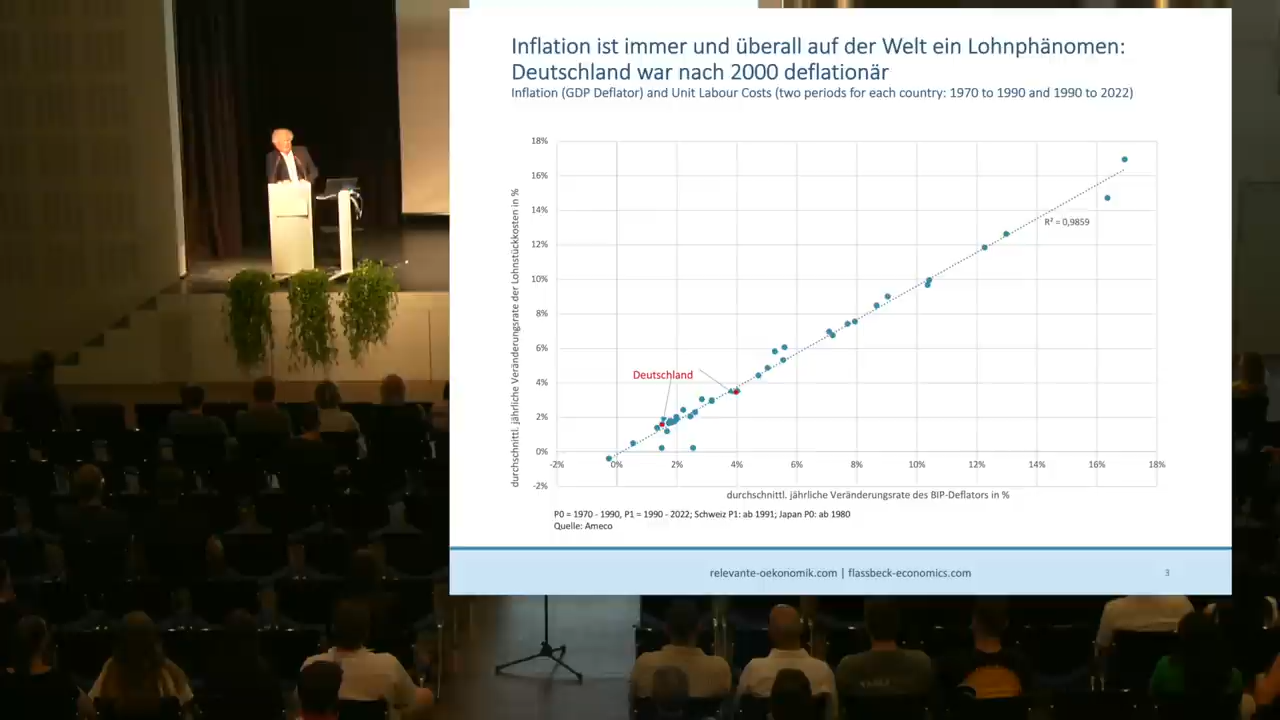 Inflation ist immer und überall auf der Welt ein Lohnphänomen:
Deutschland war nach 2000 deflationär
Inflation (GDP Deflator) and Unit Labour Costs (two periods for each country: 1970 to 1990 and 1990 to 2022)
durchschnittl. jährliche Veränderungsrate der Lohnstückkosten in %
18%
16%
14%
12%
10%
8%
6%
4%
2%
0%
-2%
R² = 0,9859
Deutschland
-2% 0% 2% 4% 6% 8% 10% 12% 14% 16% 18%
durchschnittl. jährliche Veränderungsrate des BIP-Deflators in %
P0 = 1970 - 1990, P1 = 1990 - 2022; Schweiz P1: ab 1991; Japan P0: ab 1980
Quelle: Ameco
relevante-oekonomik.com | flassbeck-economics.com
3